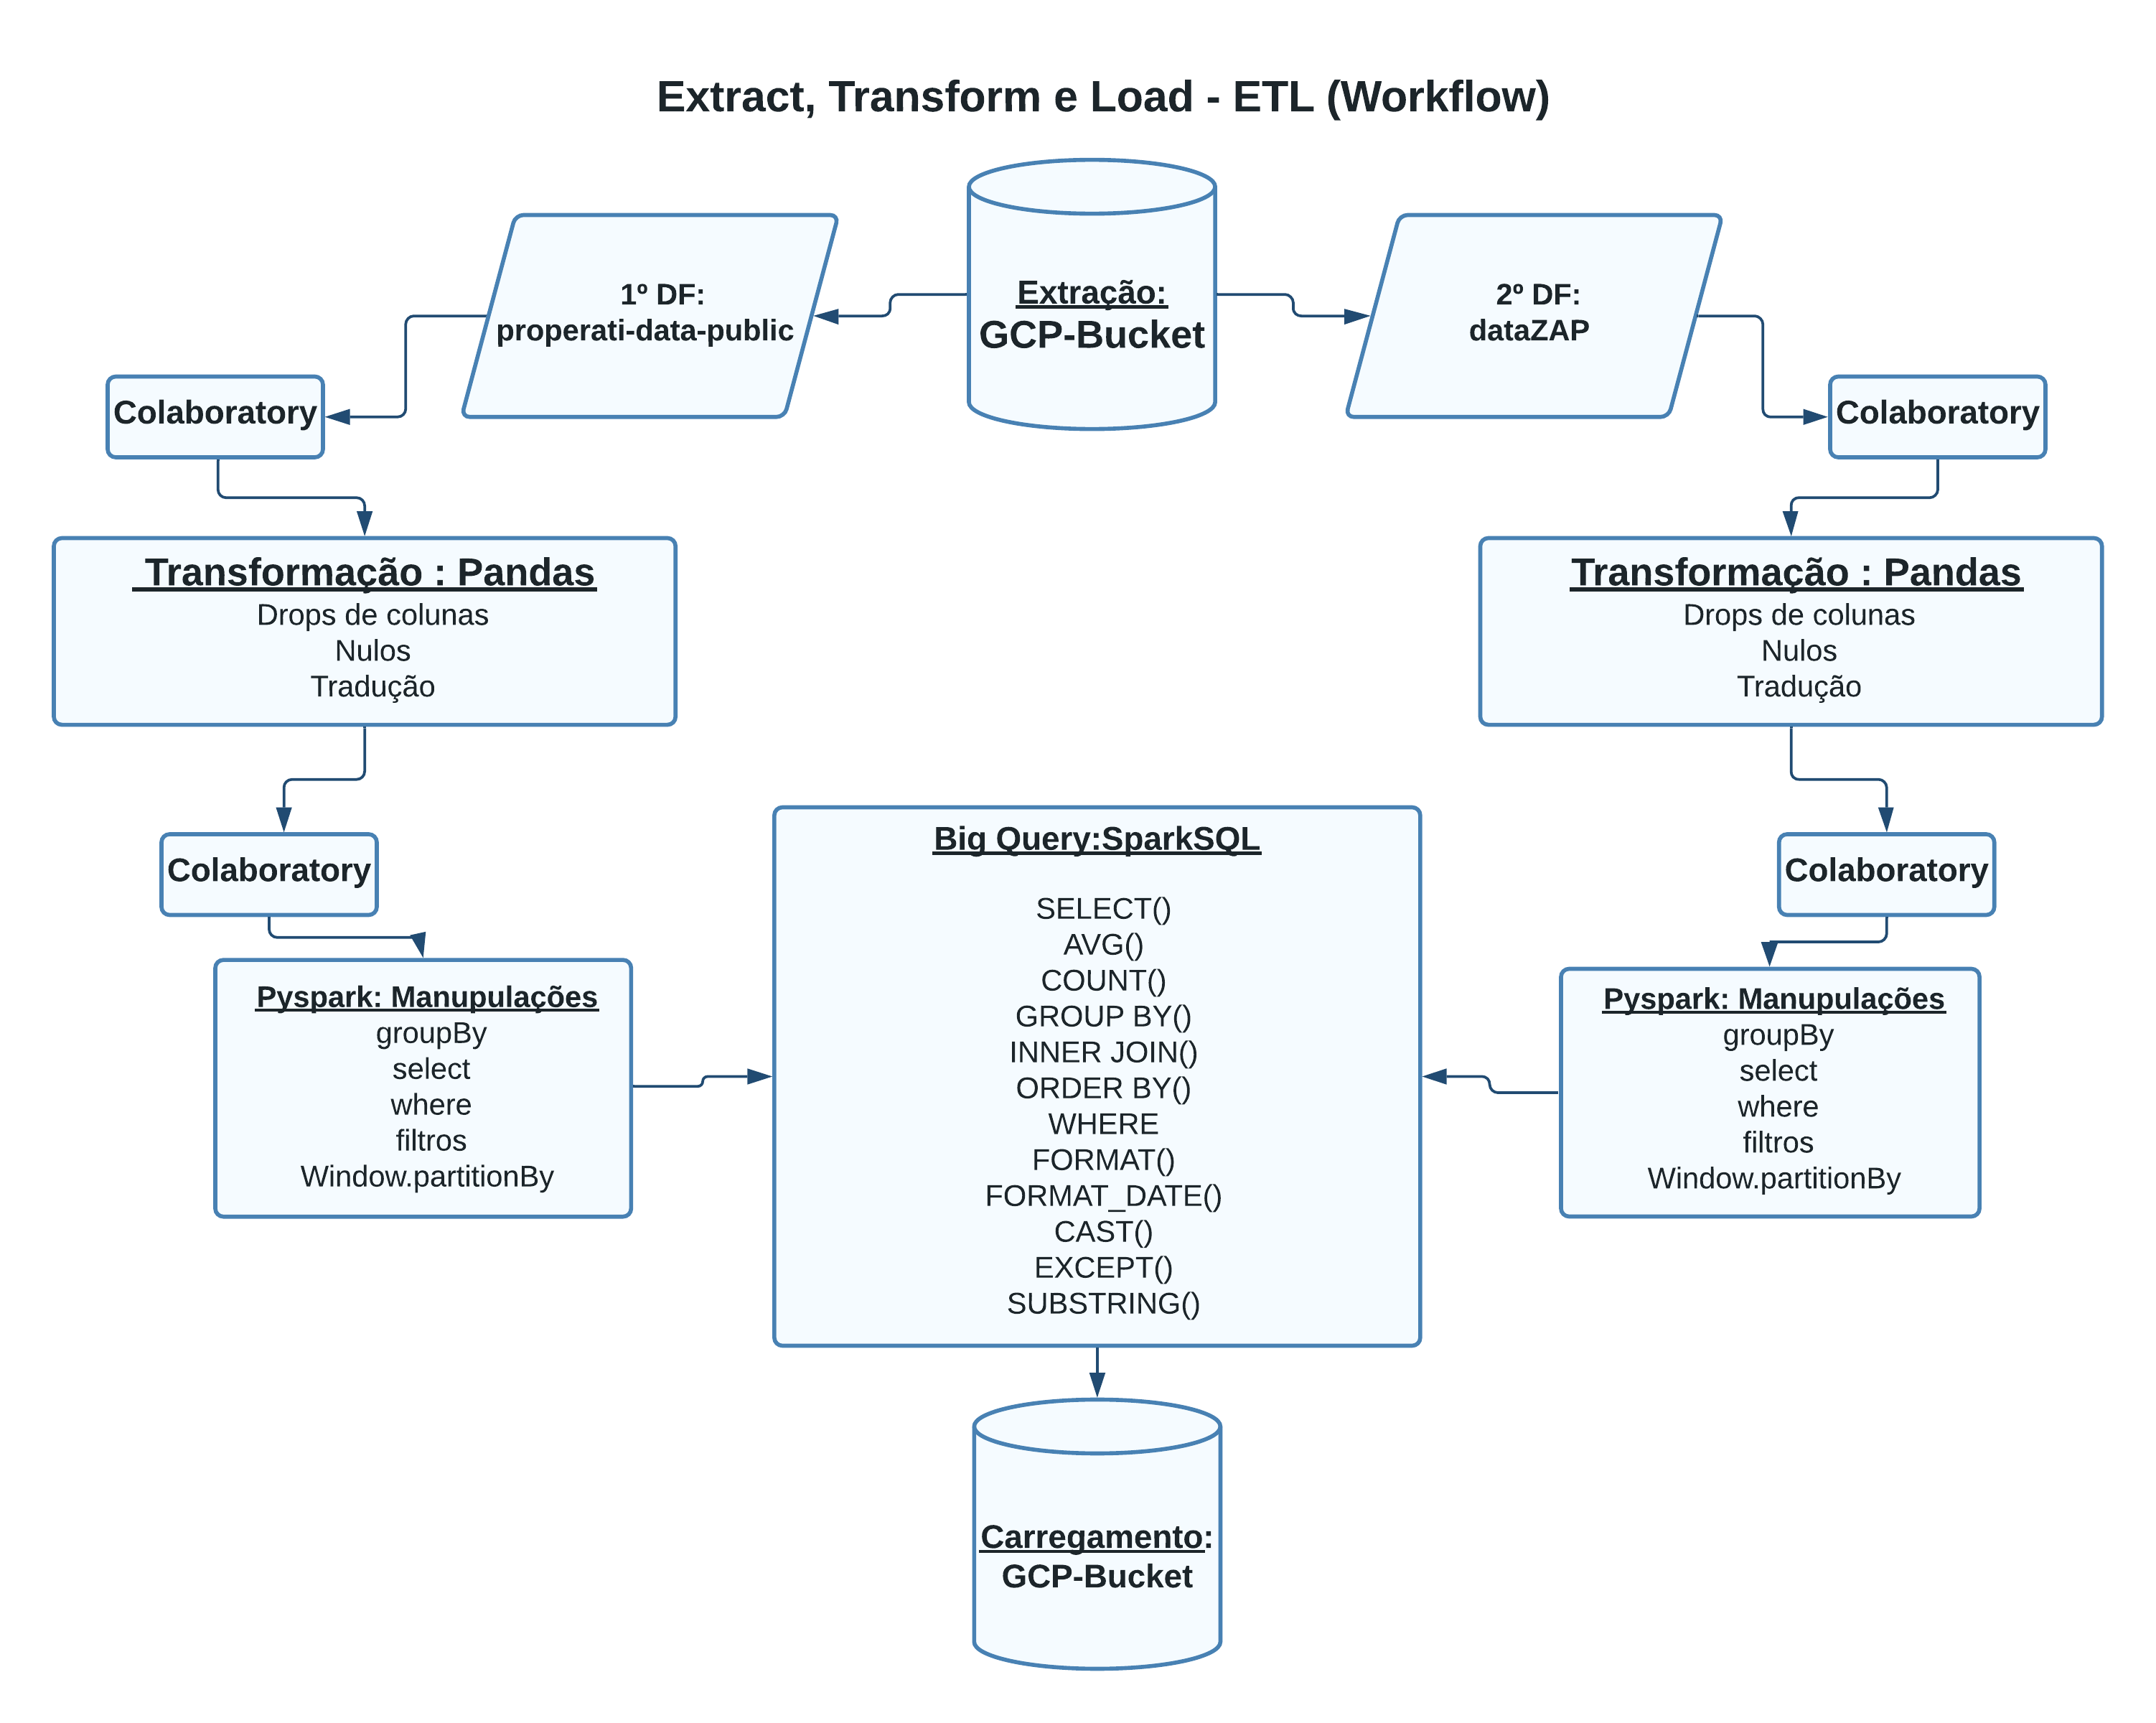 Extract, Transform e Load - ETL (Workflow)
1º DF:
properati-data-public
Extração:
GCP-Bucket
2º DF:
dataZAP
Colaboratory
Colaboratory
Transformação : Pandas
Drops de colunas
Nulos
Tradução
Transformação : Pandas
Drops de colunas
Nulos
Tradução
Colaboratory
Colaboratory
Pyspark: Manupulações
groupBy
select
where
filtros
Window.partitionBy
Big Query:SparkSQL
SELECT()
AVG()
COUNT()
GROUP BY()
INNER JOIN()
ORDER BY()
WHERE
FORMAT()
FORMAT_DATE()
CAST()
EXCEPT()
SUBSTRING()
Pyspark: Manupulações
groupBy
select
where
filtros
Window.partitionBy
Carregamento:
GCP-Bucket